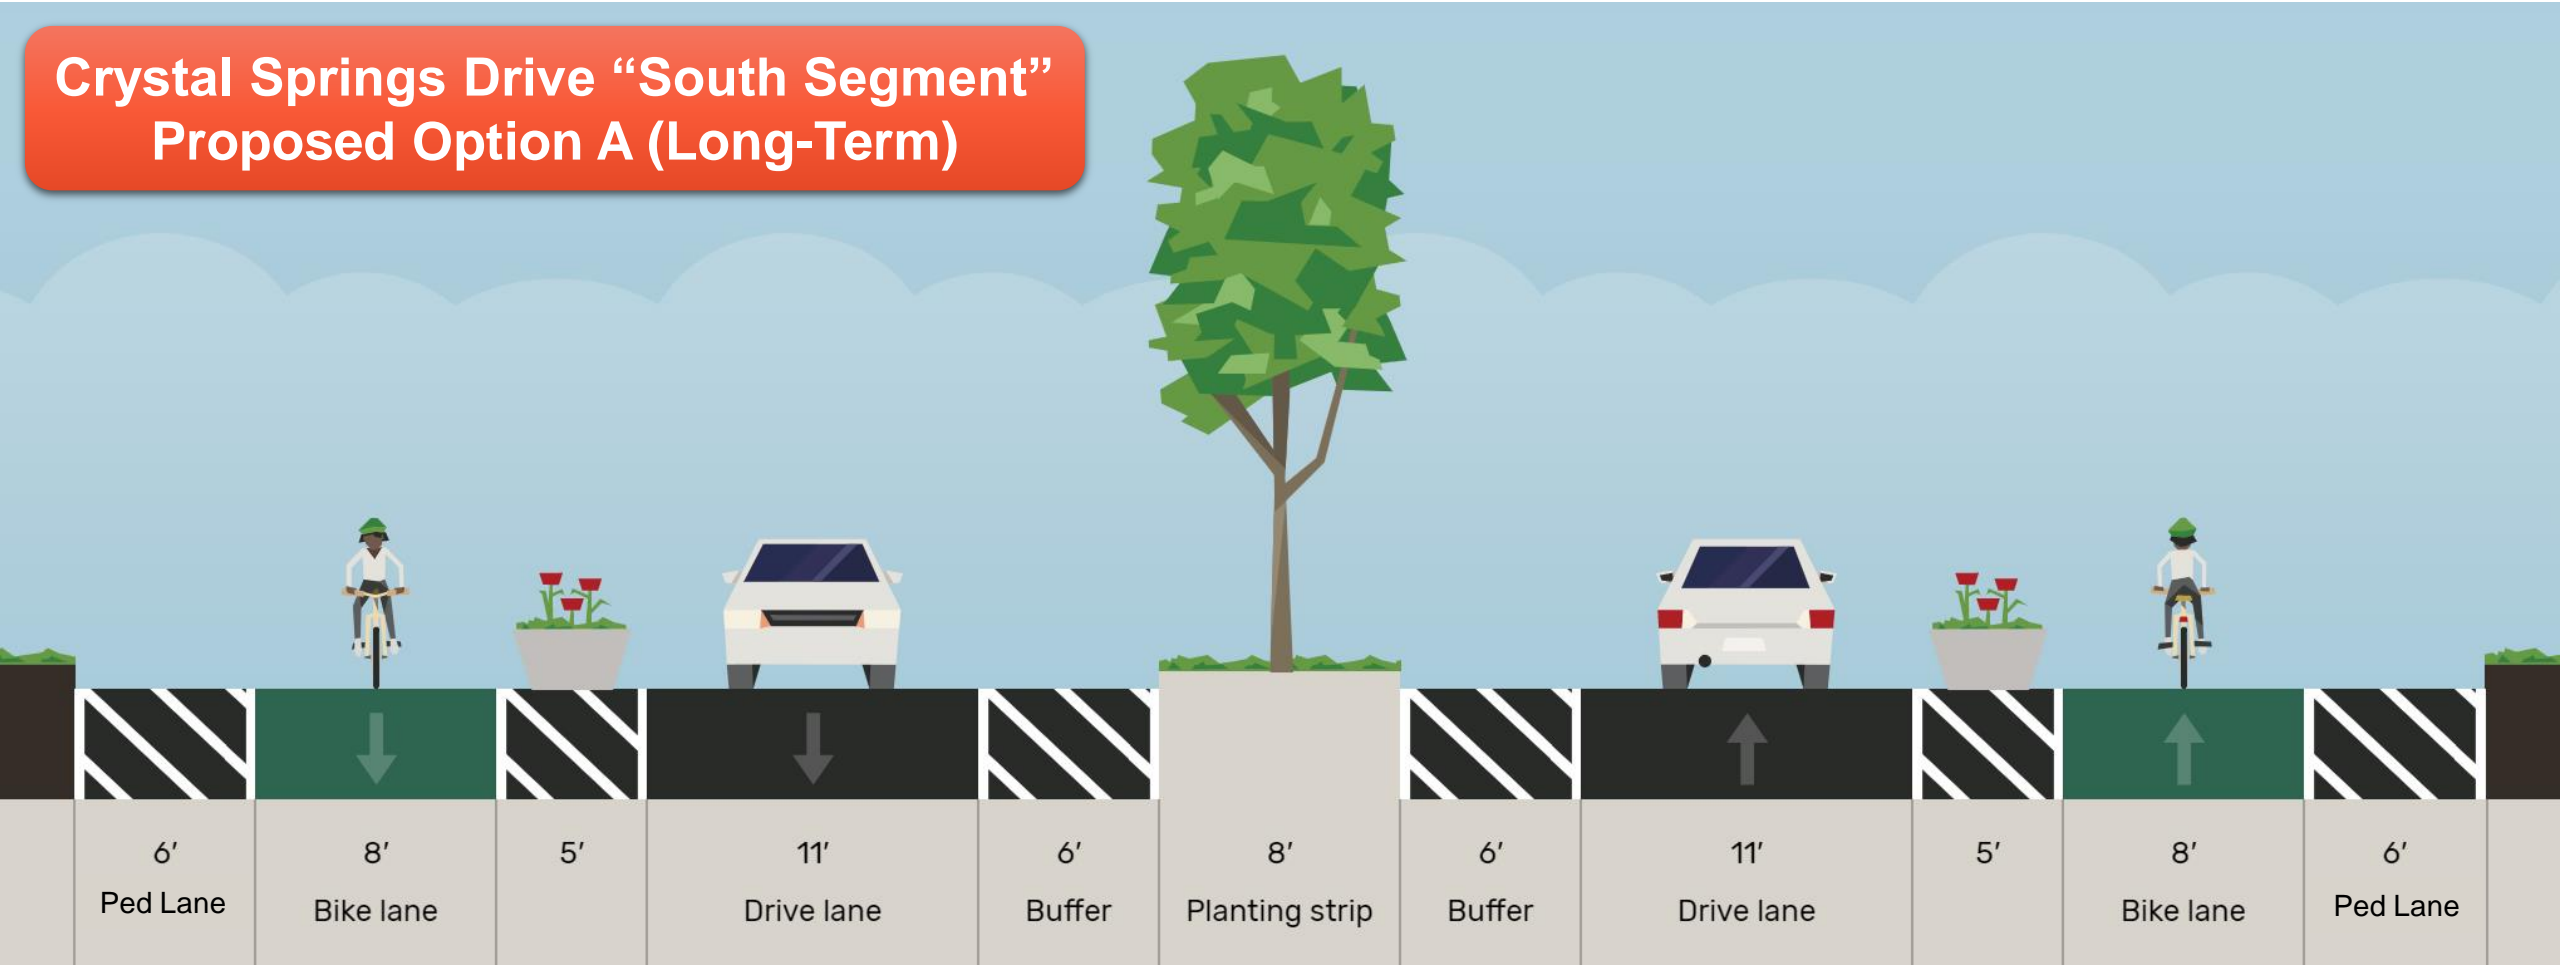 Crystal Springs Drive “South Segment”
Proposed Option A (Long-Term)
6′ 8′ 5′ 11′ 6′ 8′ 6′ 11′ 5′ 8′ 6′
Ped Lane Bike lane Drive lane Buffer Planting strip Buffer Drive lane Bike lane Ped Lane